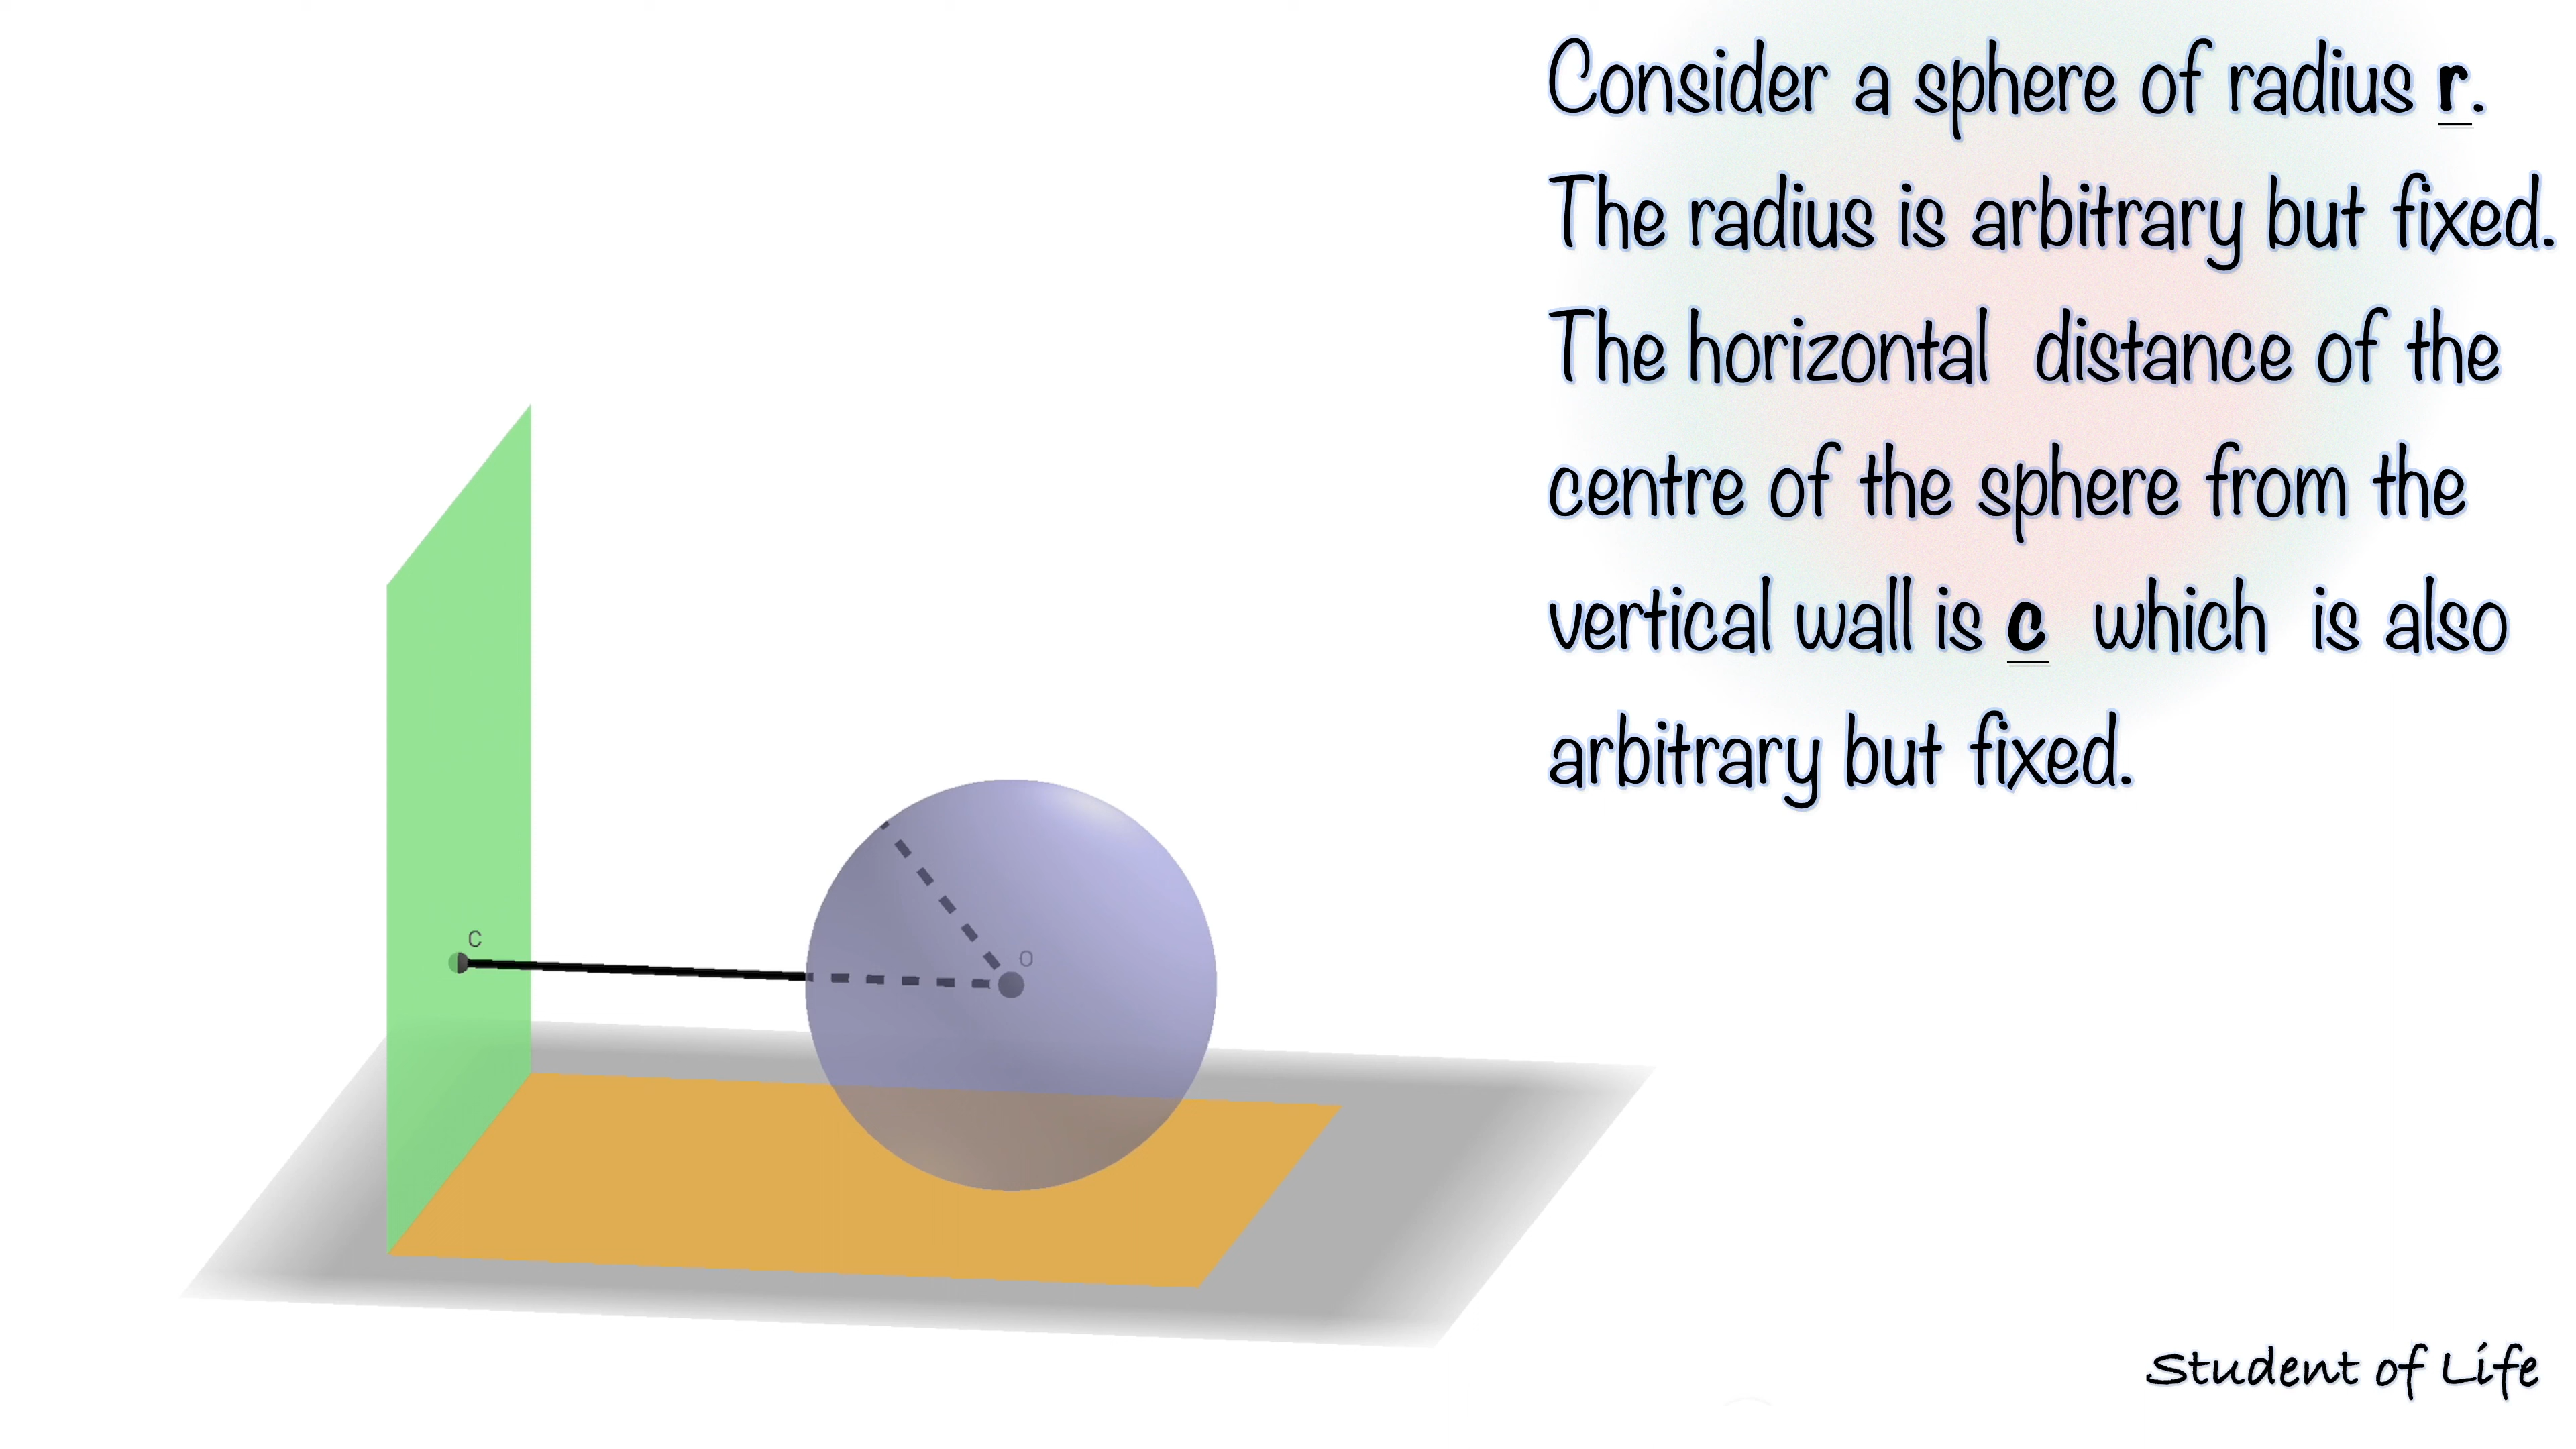 Consider a sphere of radius r.
The radius is arbitrary but fixed.
The horizontal distance of the
centre of the sphere from the
vertical wall is c which is also
arbitrary but fixed.
C
O
Student of Life